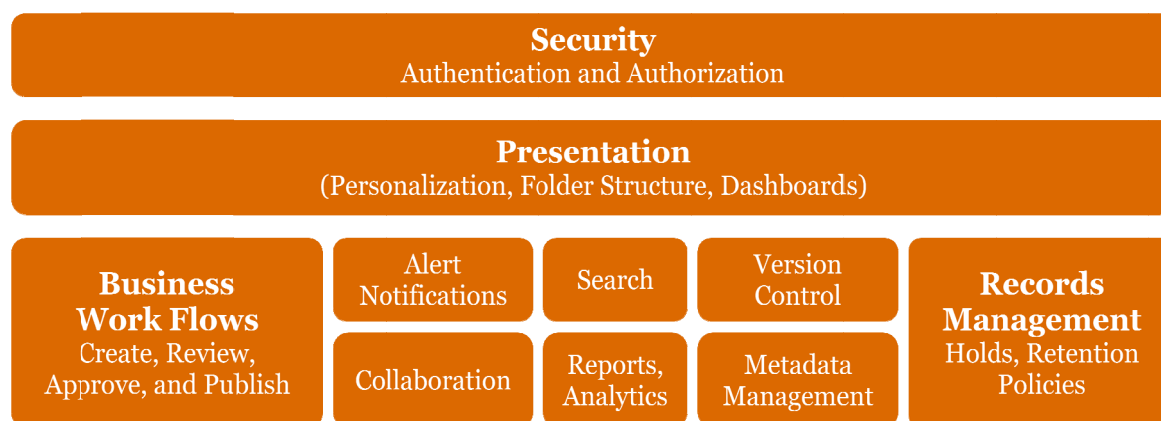 Security
Authentication and Authorization
Presentation
(Personalization, Folder Structure, Dashboards)
Business
Work Flows
Create, Review,
Approve, and Publish
Alert
Notifications
Search
Version
Control
Collaboration
Reports,
Analytics
Metadata
Management
Records
Management
Holds, Retention
Policies